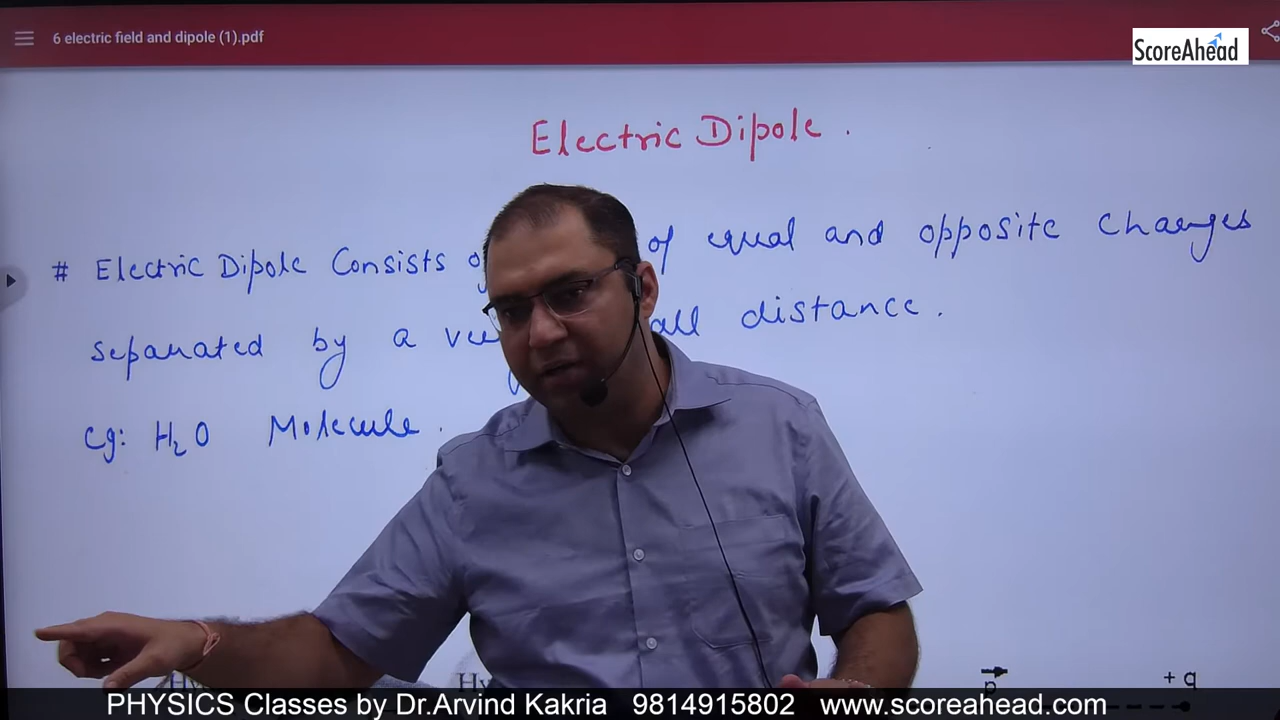 6 electric field and dipole (1).pdf
ScoreAhead
Electric Dipole .
# Electric Dipole Consists of equal and opposite charges
separated by a all distance.
eg: H₂O Molecule.
p
+ q
PHYSICS Classes by Dr.Arvind Kakria 9814915802 www.scoreahead.com